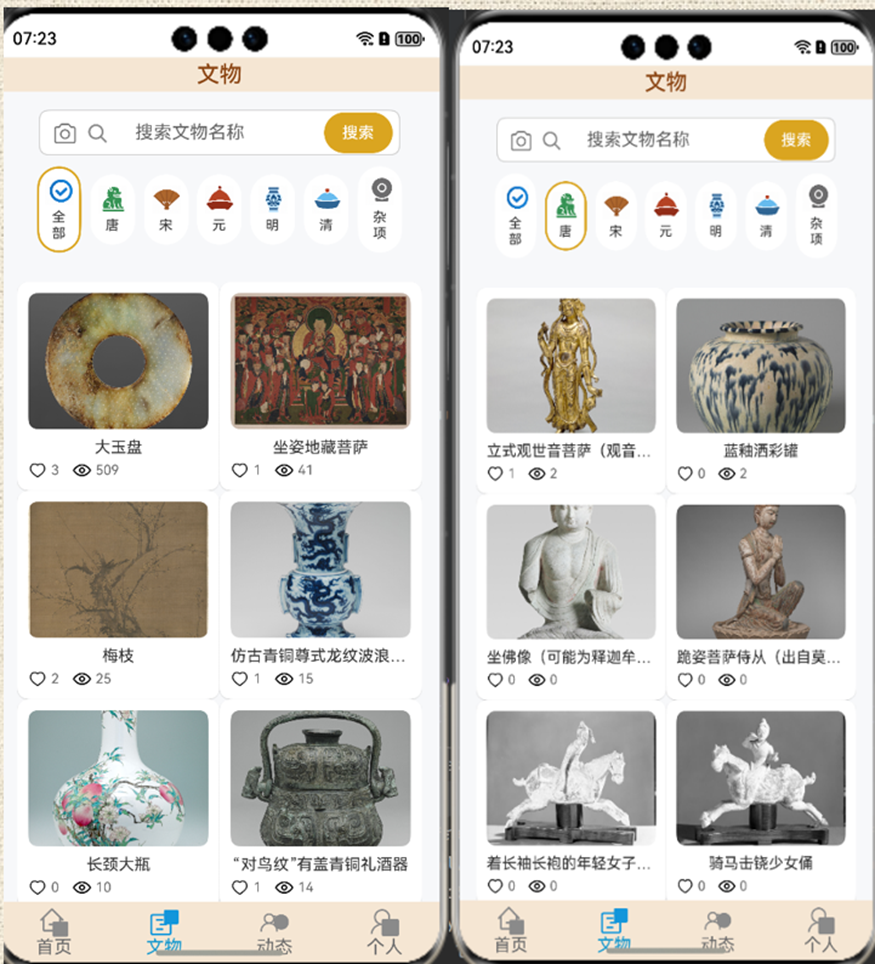 07:23
100
文物
搜索文物名称
搜索
全部
唐
宋
元
明
清
杂项
大玉盘
3
509
坐姿地藏菩萨
1
41
梅枝
2
25
仿古青铜尊式龙纹波浪...
1
15
长颈大瓶
0
10
“对鸟纹”有盖青铜礼酒器
1
14
首页
文物
动态
个人
07:23
100
文物
搜索文物名称
搜索
全部
唐
宋
元
明
清
杂项
立式观世音菩萨（观音...
1
2
蓝釉洒彩罐
0
2
坐佛像（可能为释迦牟...
0
0
跪姿菩萨侍从（出自莫...
0
0
着长袖长袍的年轻女子...
0
0
骑马击铙少女俑
0
0
首页
文物
动态
个人